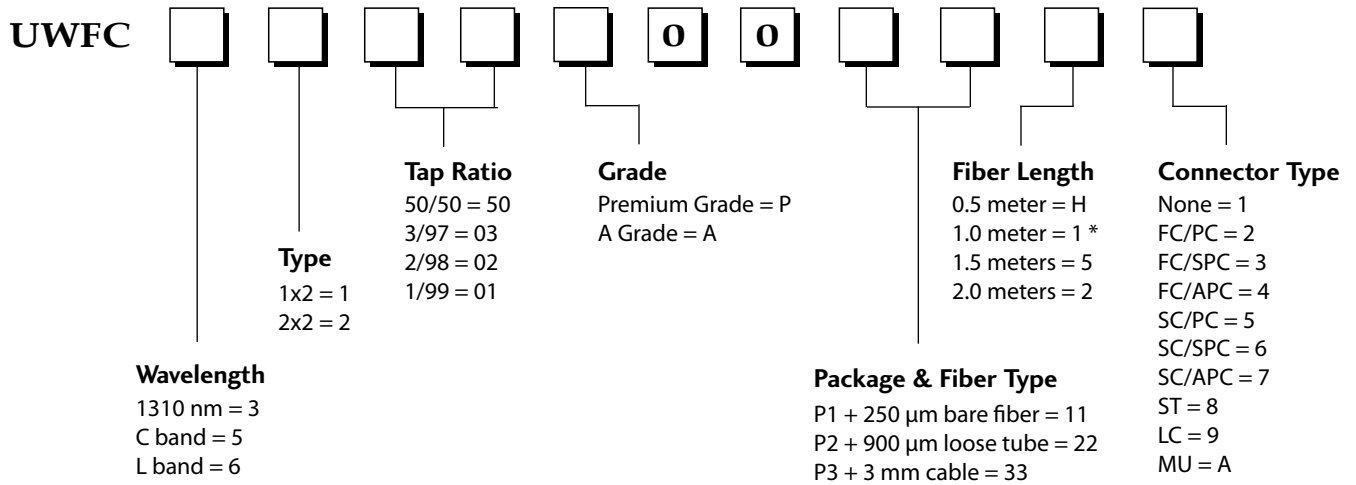 UWFC 0 0
Tap Ratio
50/50 = 50
3/97 = 03
2/98 = 02
1/99 = 01
Grade
Premium Grade = P
A Grade = A
Fiber Length
0.5 meter = H
1.0 meter = 1 *
1.5 meters = 5
2.0 meters = 2
Connector Type
None = 1
FC/PC = 2
FC/SPC = 3
FC/APC = 4
SC/PC = 5
SC/SPC = 6
SC/APC = 7
ST = 8
LC = 9
MU = A
Type
1x2 = 1
2x2 = 2
Wavelength
1310 nm = 3
C band = 5
L band = 6
Package & Fiber Type
P1 + 250 µm bare fiber = 11
P2 + 900 µm loose tube = 22
P3 + 3 mm cable = 33